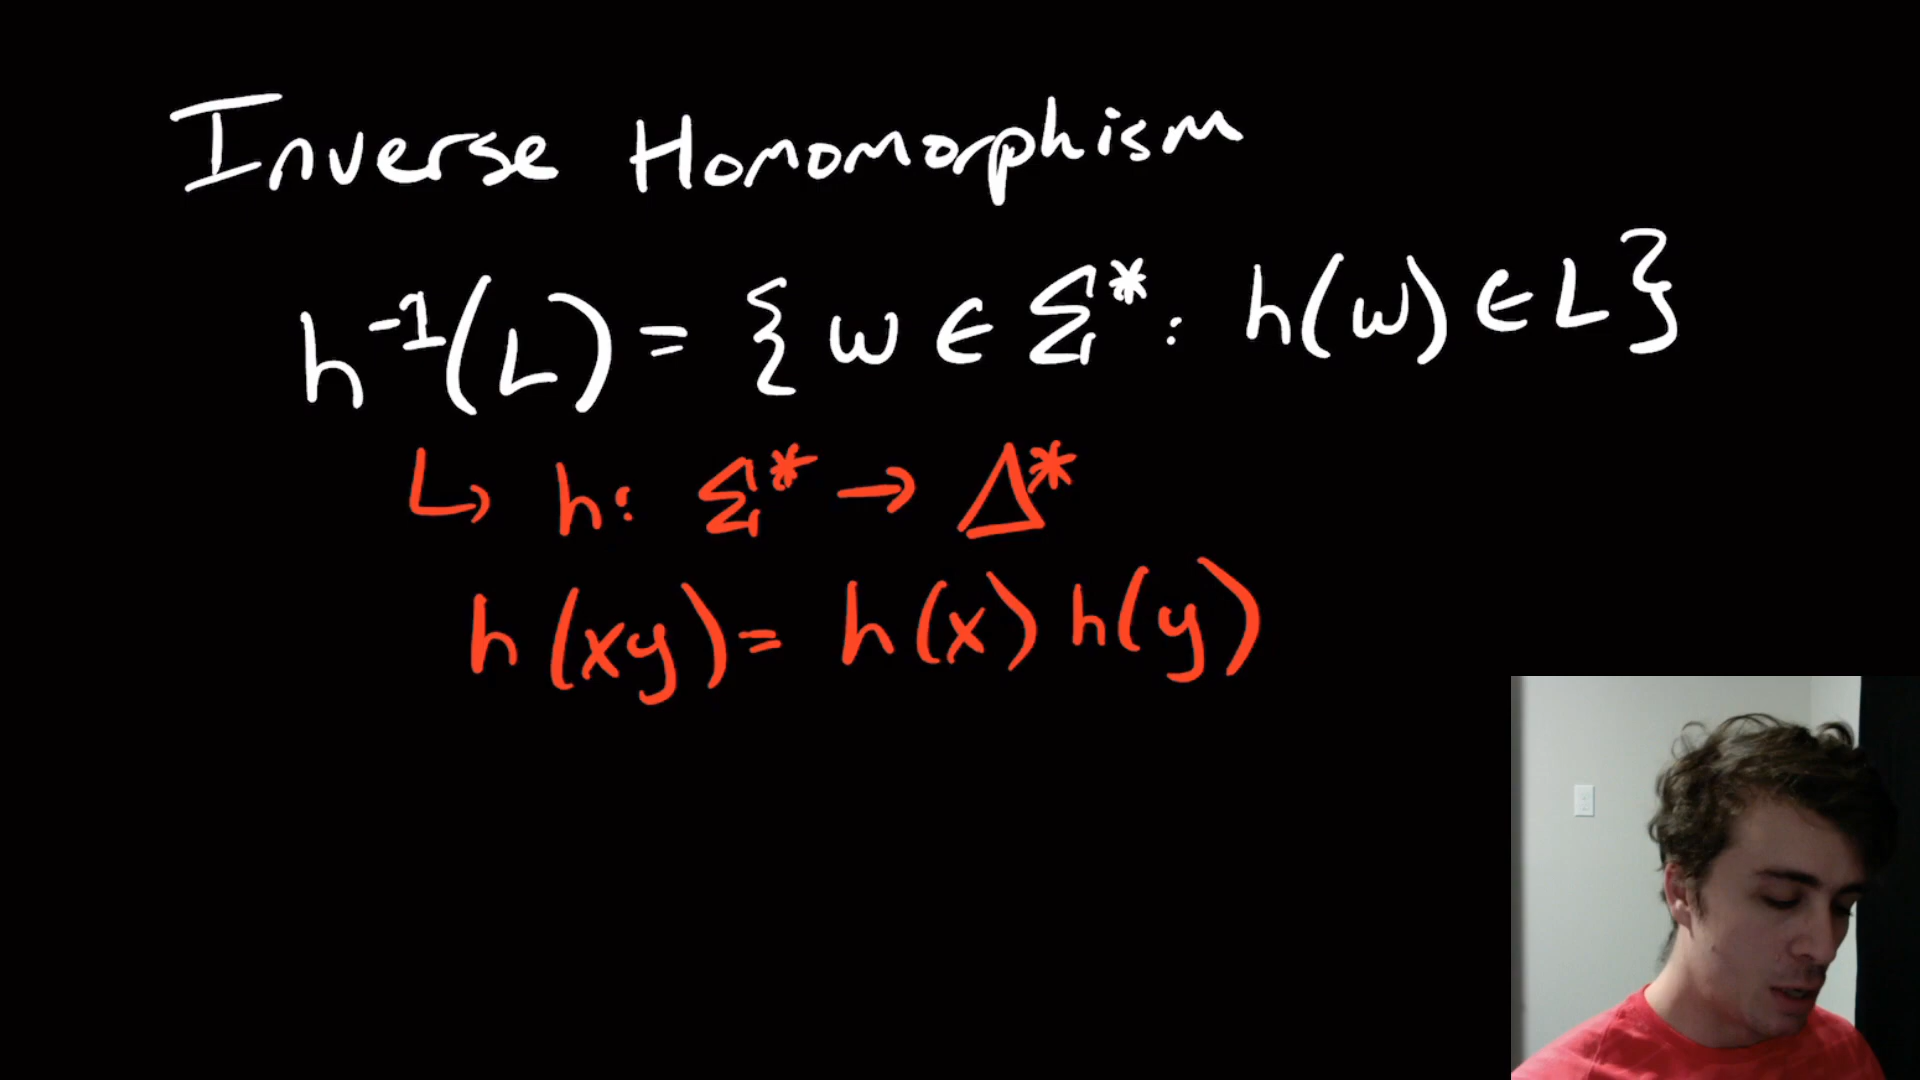 Inverse Homomorphism
h⁻¹(L) = { w ∈ Σ* : h(w) ∈ L }
↳ h: Σ* → Δ*
h(xy) = h(x) h(y)